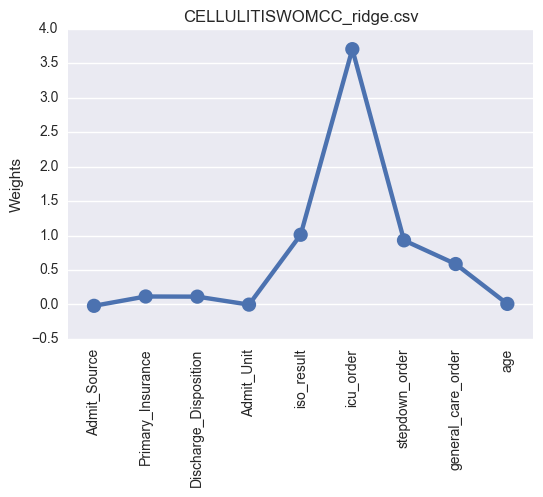 CELLULITISWOMCC_ridge.csv
Weights
4.0
3.5
3.0
2.5
2.0
1.5
1.0
0.5
0.0
−0.5
Admit_Source
Primary_Insurance
Discharge_Disposition
Admit_Unit
iso_result
icu_order
stepdown_order
general_care_order
age